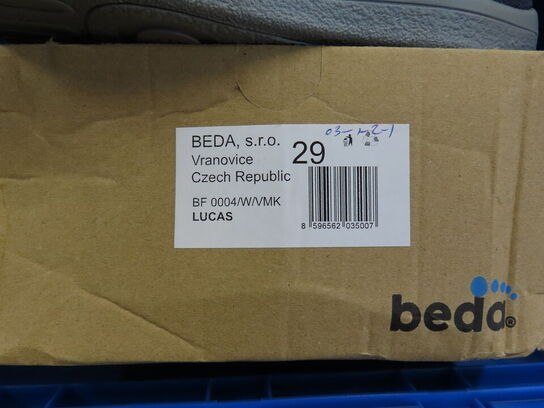 BEDA, s.r.o.
Vranovice
Czech Republic
29
BF 0004/W/VMK
LUCAS
8 596562 035007
beda®